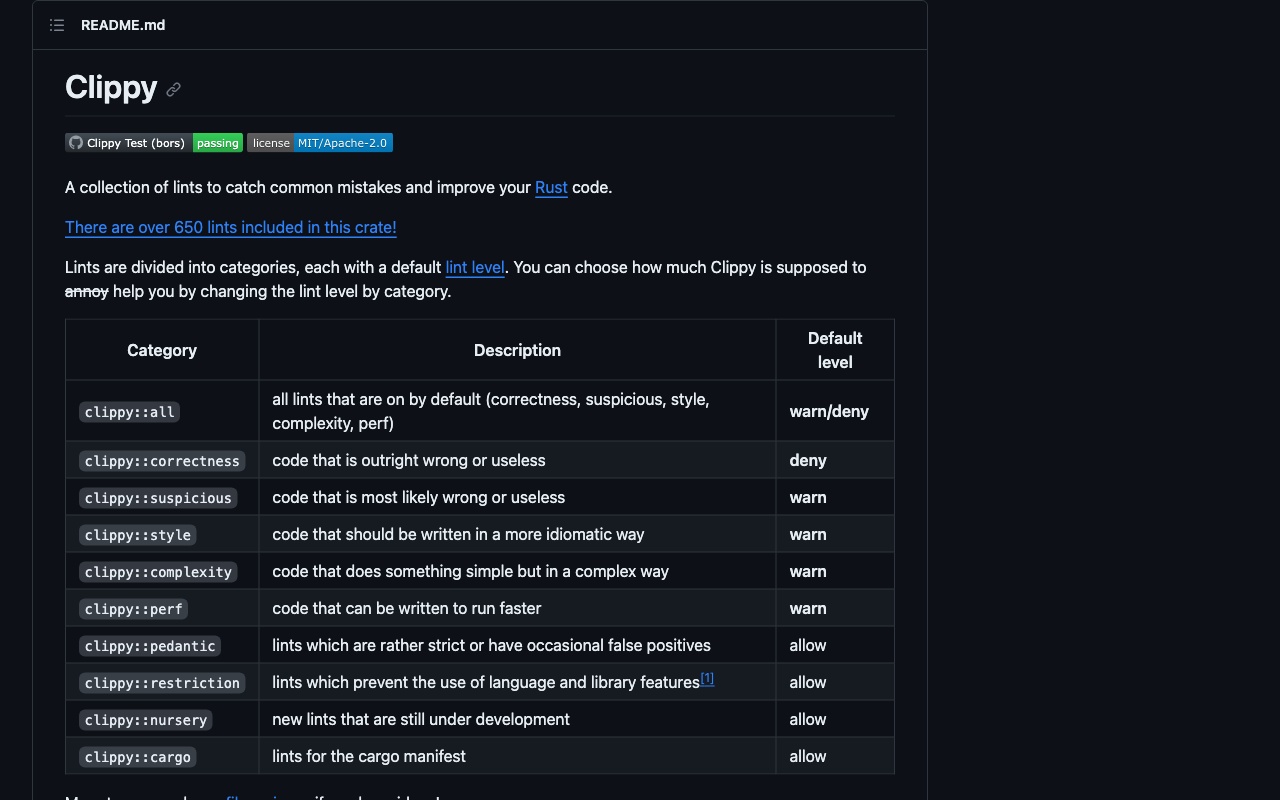 README.md
Clippy
Clippy Test (bors) passing license MIT/Apache-2.0
A collection of lints to catch common mistakes and improve your Rust code.
There are over 650 lints included in this crate!
Lints are divided into categories, each with a default lint level. You can choose how much Clippy is supposed to
annoy help you by changing the lint level by category.
Category Description Default level
clippy::all all lints that are on by default (correctness, suspicious, style, complexity, perf) warn/deny
clippy::correctness code that is outright wrong or useless deny
clippy::suspicious code that is most likely wrong or useless warn
clippy::style code that should be written in a more idiomatic way warn
clippy::complexity code that does something simple but in a complex way warn
clippy::perf code that can be written to run faster warn
clippy::pedantic lints which are rather strict or have occasional false positives allow
clippy::restriction lints which prevent the use of language and library features[1] allow
clippy::nursery new lints that are still under development allow
clippy::cargo lints for the cargo manifest allow